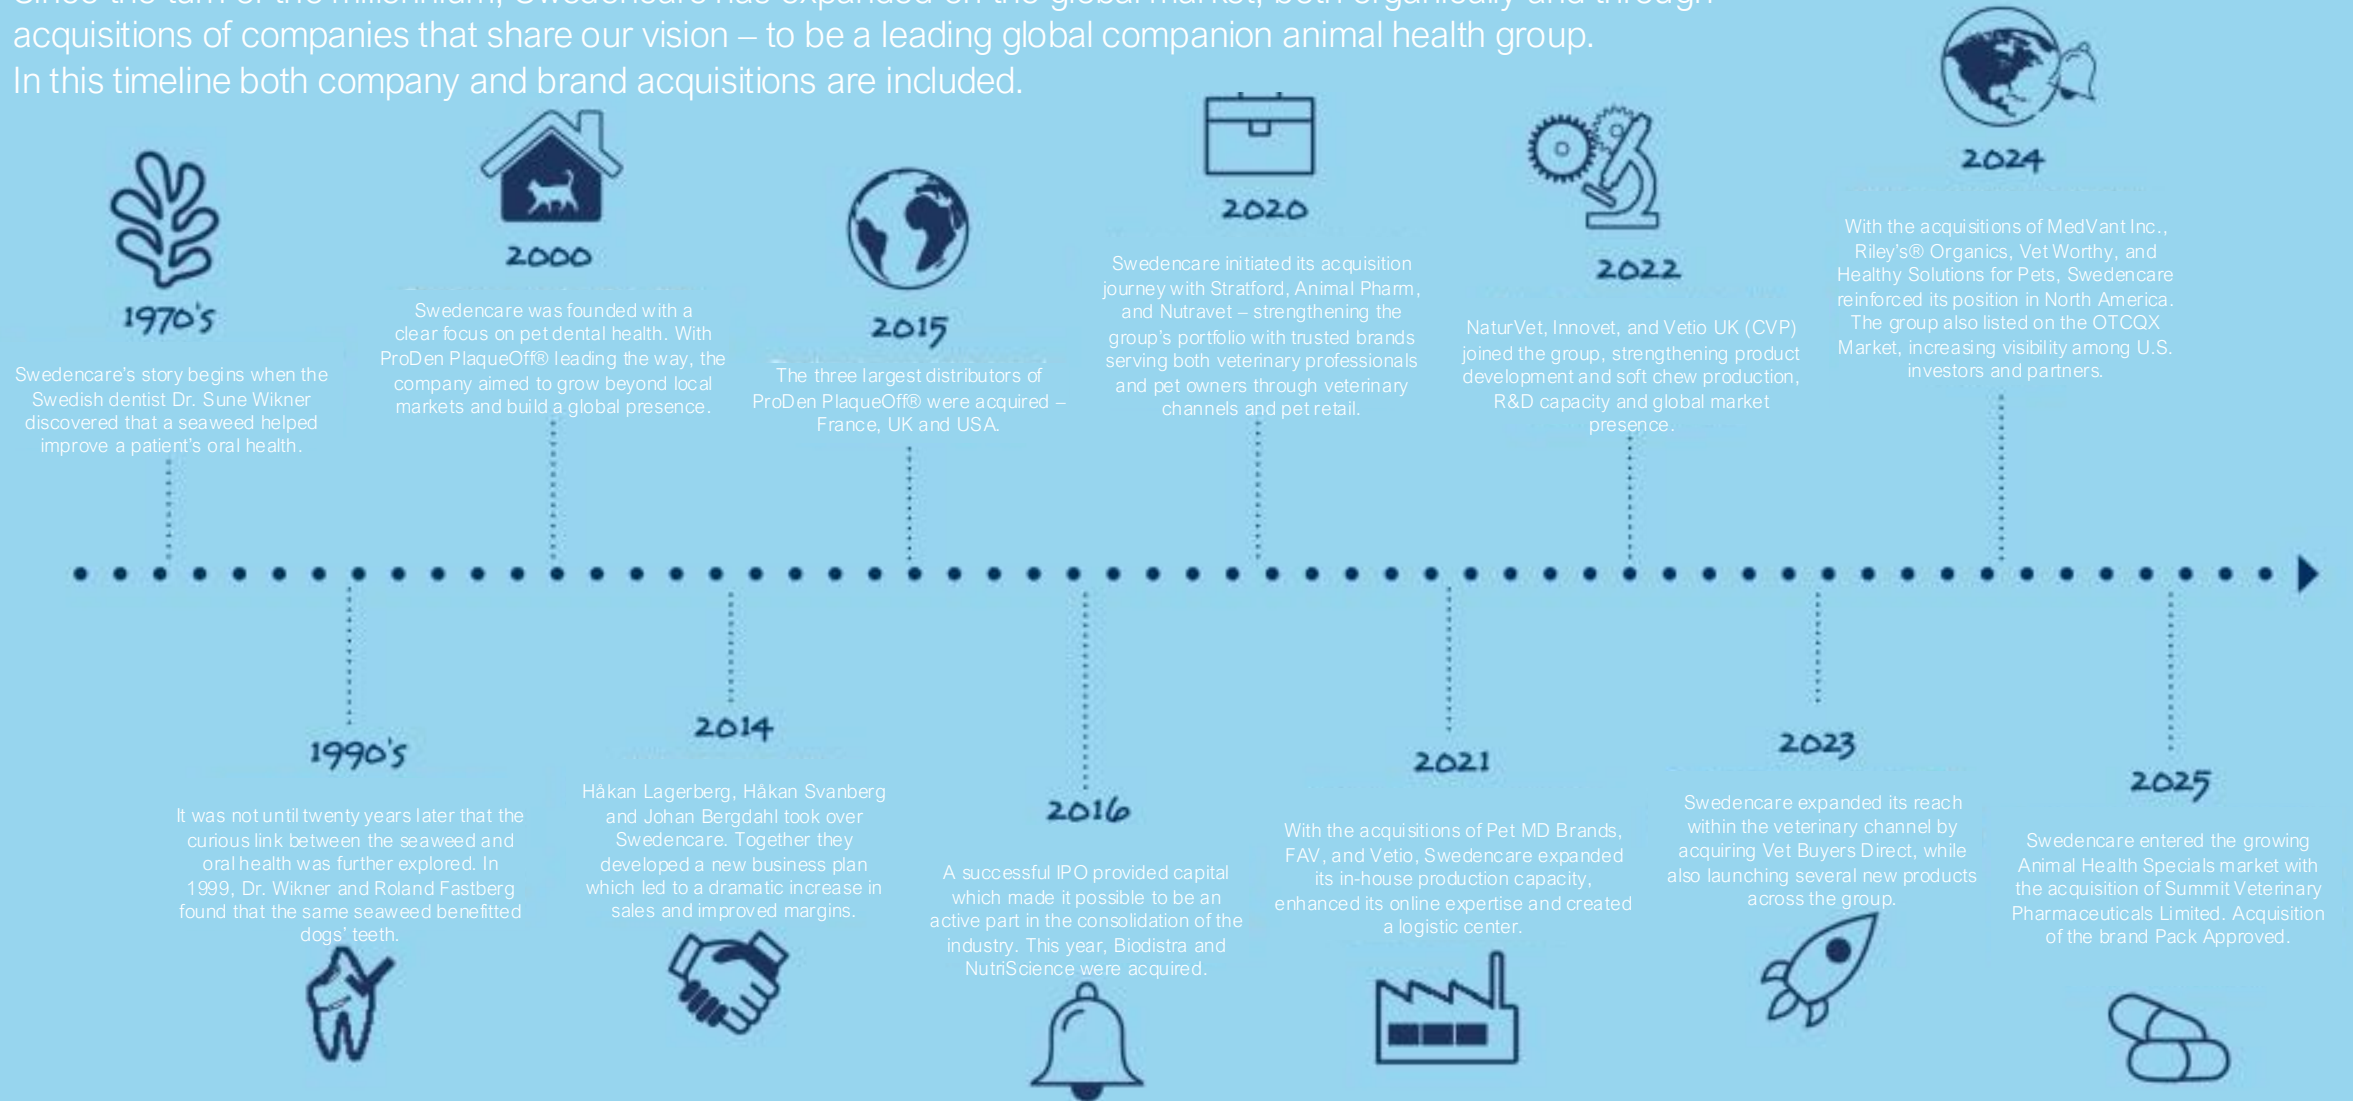 Since the turn of the millennium, Swedencare has expanded on the global market, both organically and through
acquisitions of companies that share our vision – to be a leading global companion animal health group.
In this timeline both company and brand acquisitions are included.
1970's
Swedencare's story begins when the
Swedish dentist Dr. Sune Wikner
discovered that a seaweed helped
improve a patient's oral health.
1990's
It was not until twenty years later that the
curious link between the seaweed and
oral health was further explored. In
1999, Dr. Wikner and Roland Fastberg
found that the same seaweed benefitted
dogs' teeth.
2000
Swedencare was founded with a
clear focus on pet dental health. With
ProDen PlaqueOff® leading the way, the
company aimed to grow beyond local
markets and build a global presence.
2014
Håkan Lagerberg, Håkan Svanberg
and Johan Bergdahl took over
Swedencare. Together they
developed a new business plan
which led to a dramatic increase in
sales and improved margins.
2015
The three largest distributors of
ProDen PlaqueOff® were acquired –
France, UK and USA.
2016
A successful IPO provided capital
which made it possible to be an
active part in the consolidation of the
industry. This year, Biodistra and
NutriScience were acquired.
2020
Swedencare initiated its acquisition
journey with Stratford, Animal Pharm,
and Nutravet – strengthening the
group's portfolio with trusted brands
serving both veterinary professionals
and pet owners through veterinary
channels and pet retail.
2021
With the acquisitions of Pet MD Brands,
FAV, and Vetio, Swedencare expanded
its in-house production capacity,
enhanced its online expertise and created
a logistic center.
2022
NaturVet, Innovet, and Vetio UK (CVP)
joined the group, strengthening product
development and soft chew production,
R&D capacity and global market
presence.
2023
Swedencare expanded its reach
within the veterinary channel by
acquiring Vet Buyers Direct, while
also launching several new products
across the group.
2024
With the acquisitions of MedVant Inc.,
Riley's® Organics, Vet Worthy, and
Healthy Solutions for Pets, Swedencare
reinforced its position in North America.
The group also listed on the OTCQX
Market, increasing visibility among U.S.
investors and partners.
2025
Swedencare entered the growing
Animal Health Specials market with
the acquisition of Summit Veterinary
Pharmaceuticals Limited. Acquisition
of the brand Pack Approved.